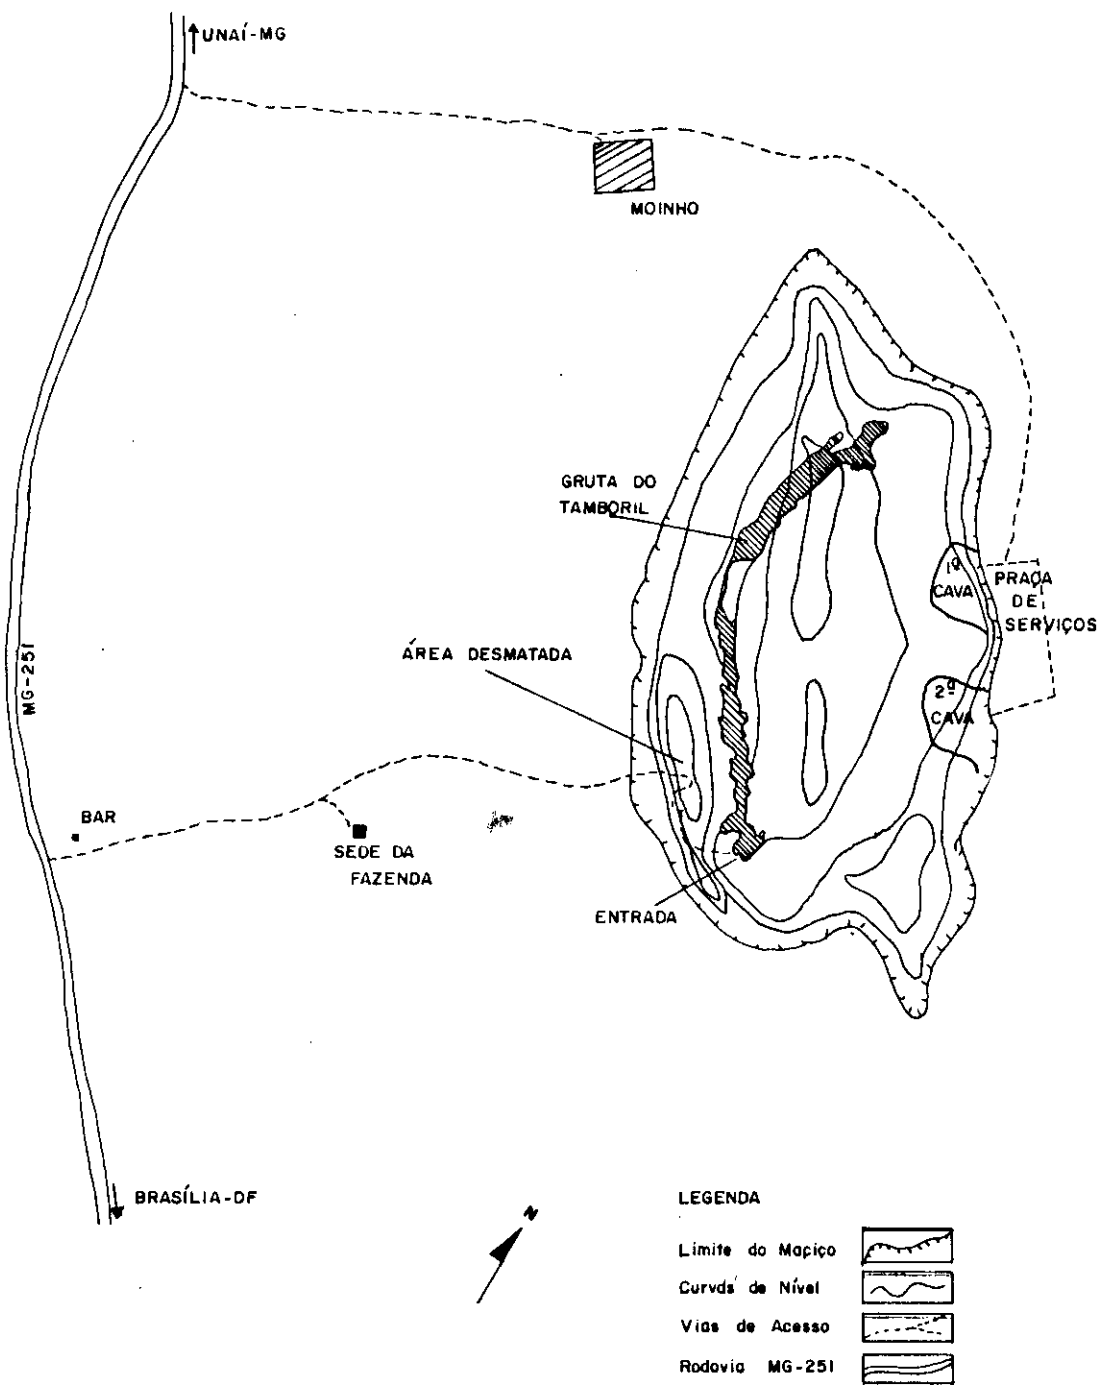 UNAÍ-MG
MOINHO
GRUTA DO
TAMBORIL
1ª
CAVA
PRAÇA
DE
SERVIÇOS
ÁREA DESMATADA
2ª
CAVA
MG-251
BAR
SEDE DA
FAZENDA
ENTRADA
BRASÍLIA-DF
N
LEGENDA
Limite do Maciço
Curvas de Nível
Vias de Acesso
Rodovia MG-251